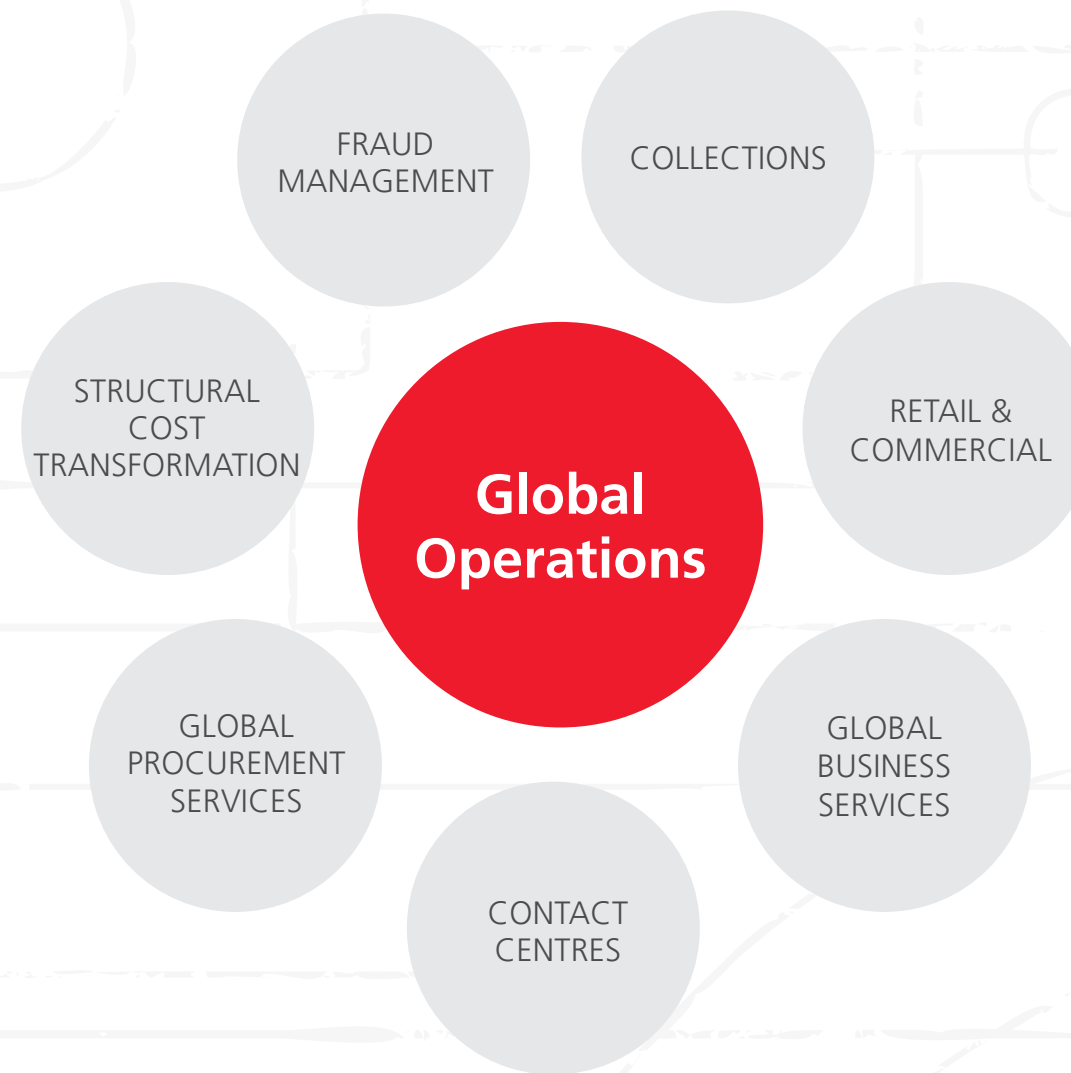 FRAUD
MANAGEMENT
COLLECTIONS
STRUCTURAL
COST
TRANSFORMATION
RETAIL &
COMMERCIAL
Global
Operations
GLOBAL
PROCUREMENT
SERVICES
GLOBAL
BUSINESS
SERVICES
CONTACT
CENTRES